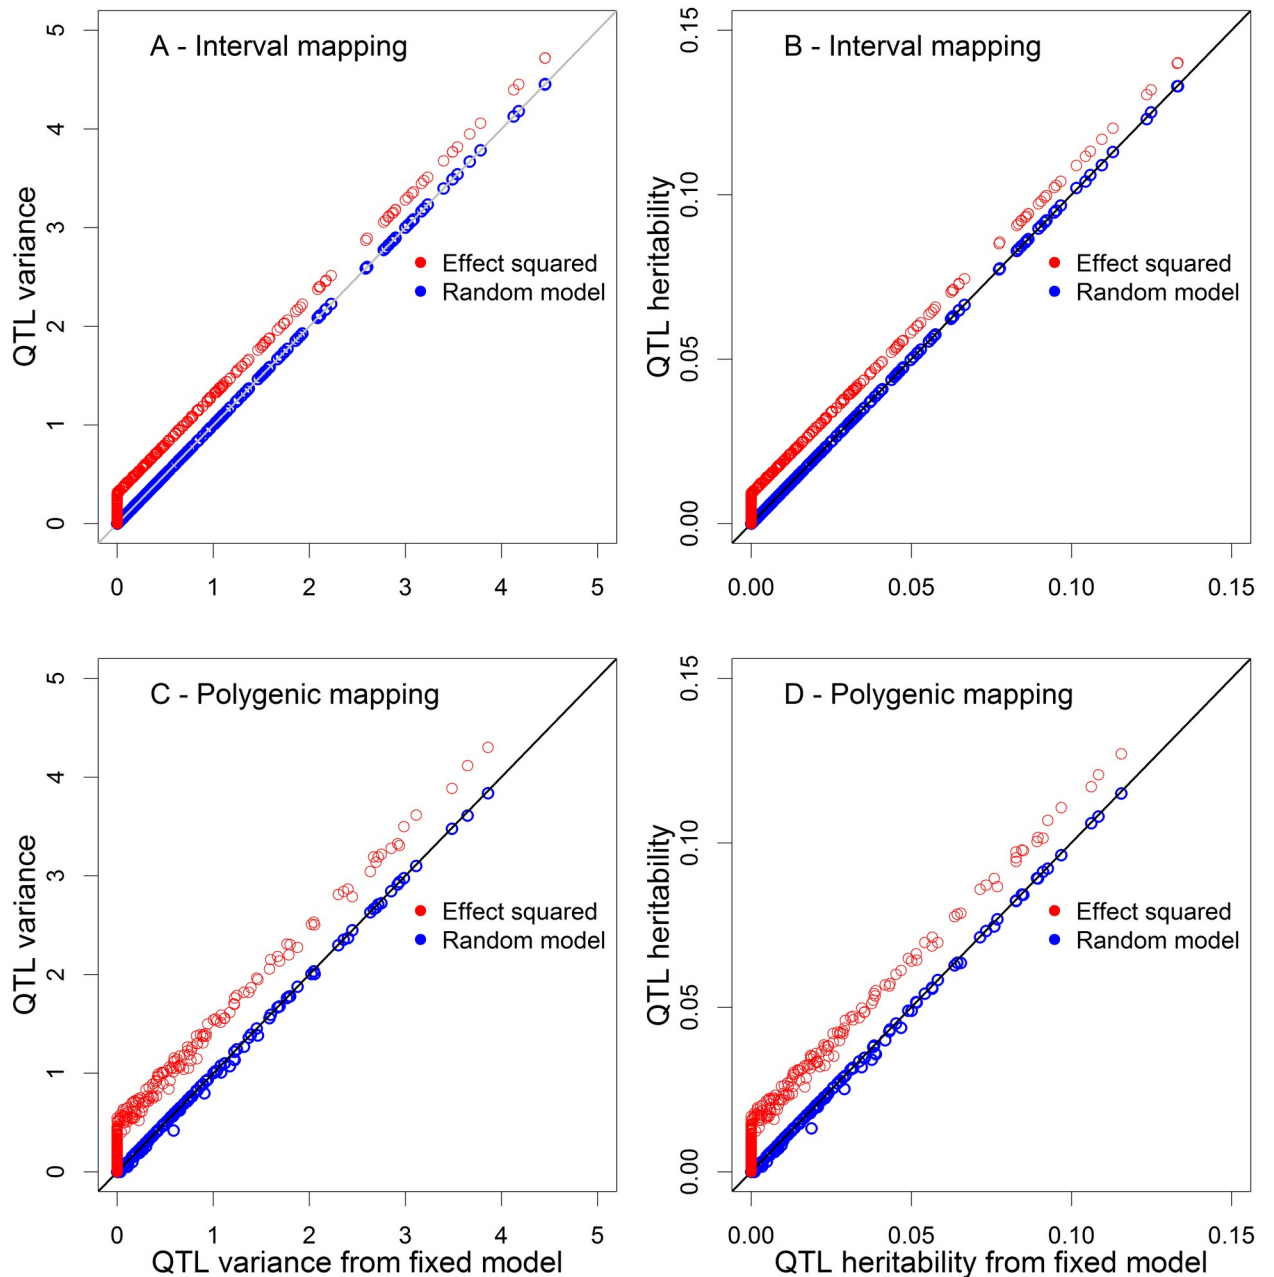 A - Interval mapping
QTL variance
5
4
3
2
1
0
Effect squared
Random model
0 1 2 3 4 5
B - Interval mapping
QTL heritability
0.15
0.10
0.05
0.00
Effect squared
Random model
0.00 0.05 0.10 0.15
C - Polygenic mapping
QTL variance
5
4
3
2
1
0
Effect squared
Random model
0 1 2 3 4 5
QTL variance from fixed model
D - Polygenic mapping
QTL heritability
0.15
0.10
0.05
0.00
Effect squared
Random model
0.00 0.05 0.10 0.15
QTL heritability from fixed model